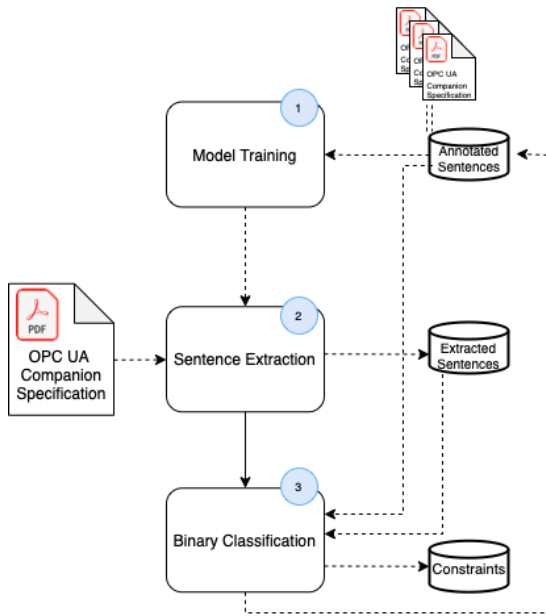 PDF
OPC UA
Companion
Specification
1
Model Training
Annotated
Sentences
PDF
OPC UA
Companion
Specification
2
Sentence Extraction
Extracted
Sentences
3
Binary Classification
Constraints